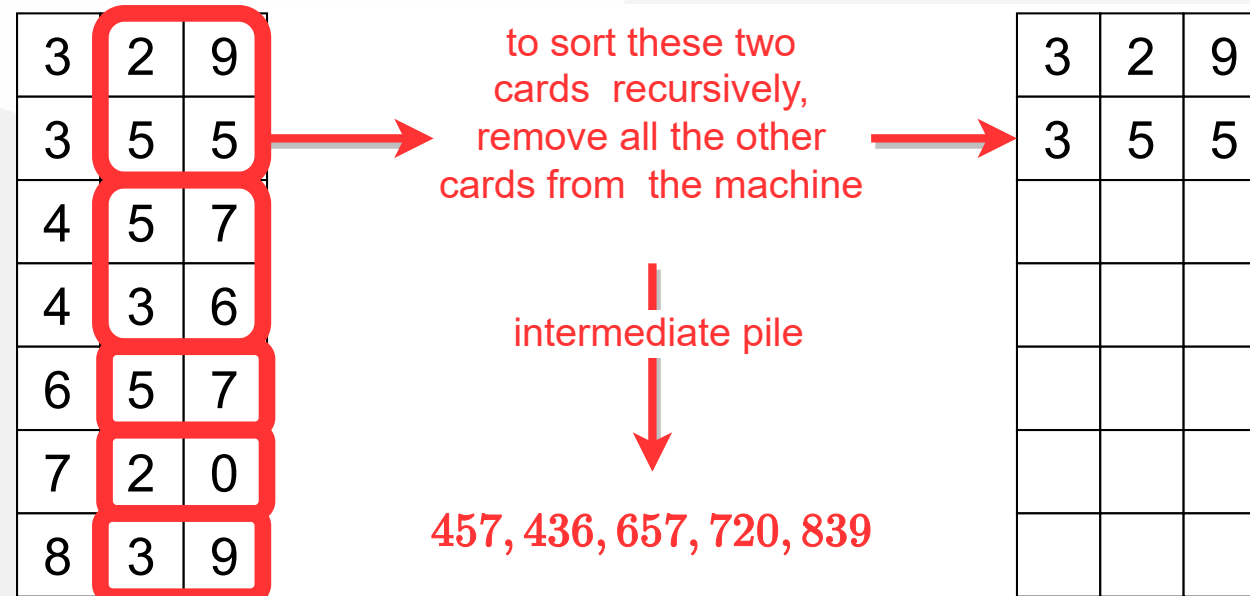 3 2 9
3 5 5
4 5 7
4 3 6
6 5 7
7 2 0
8 3 9
to sort these two
cards recursively,
remove all the other
cards from the machine
intermediate pile
457, 436, 657, 720, 839
3 2 9
3 5 5